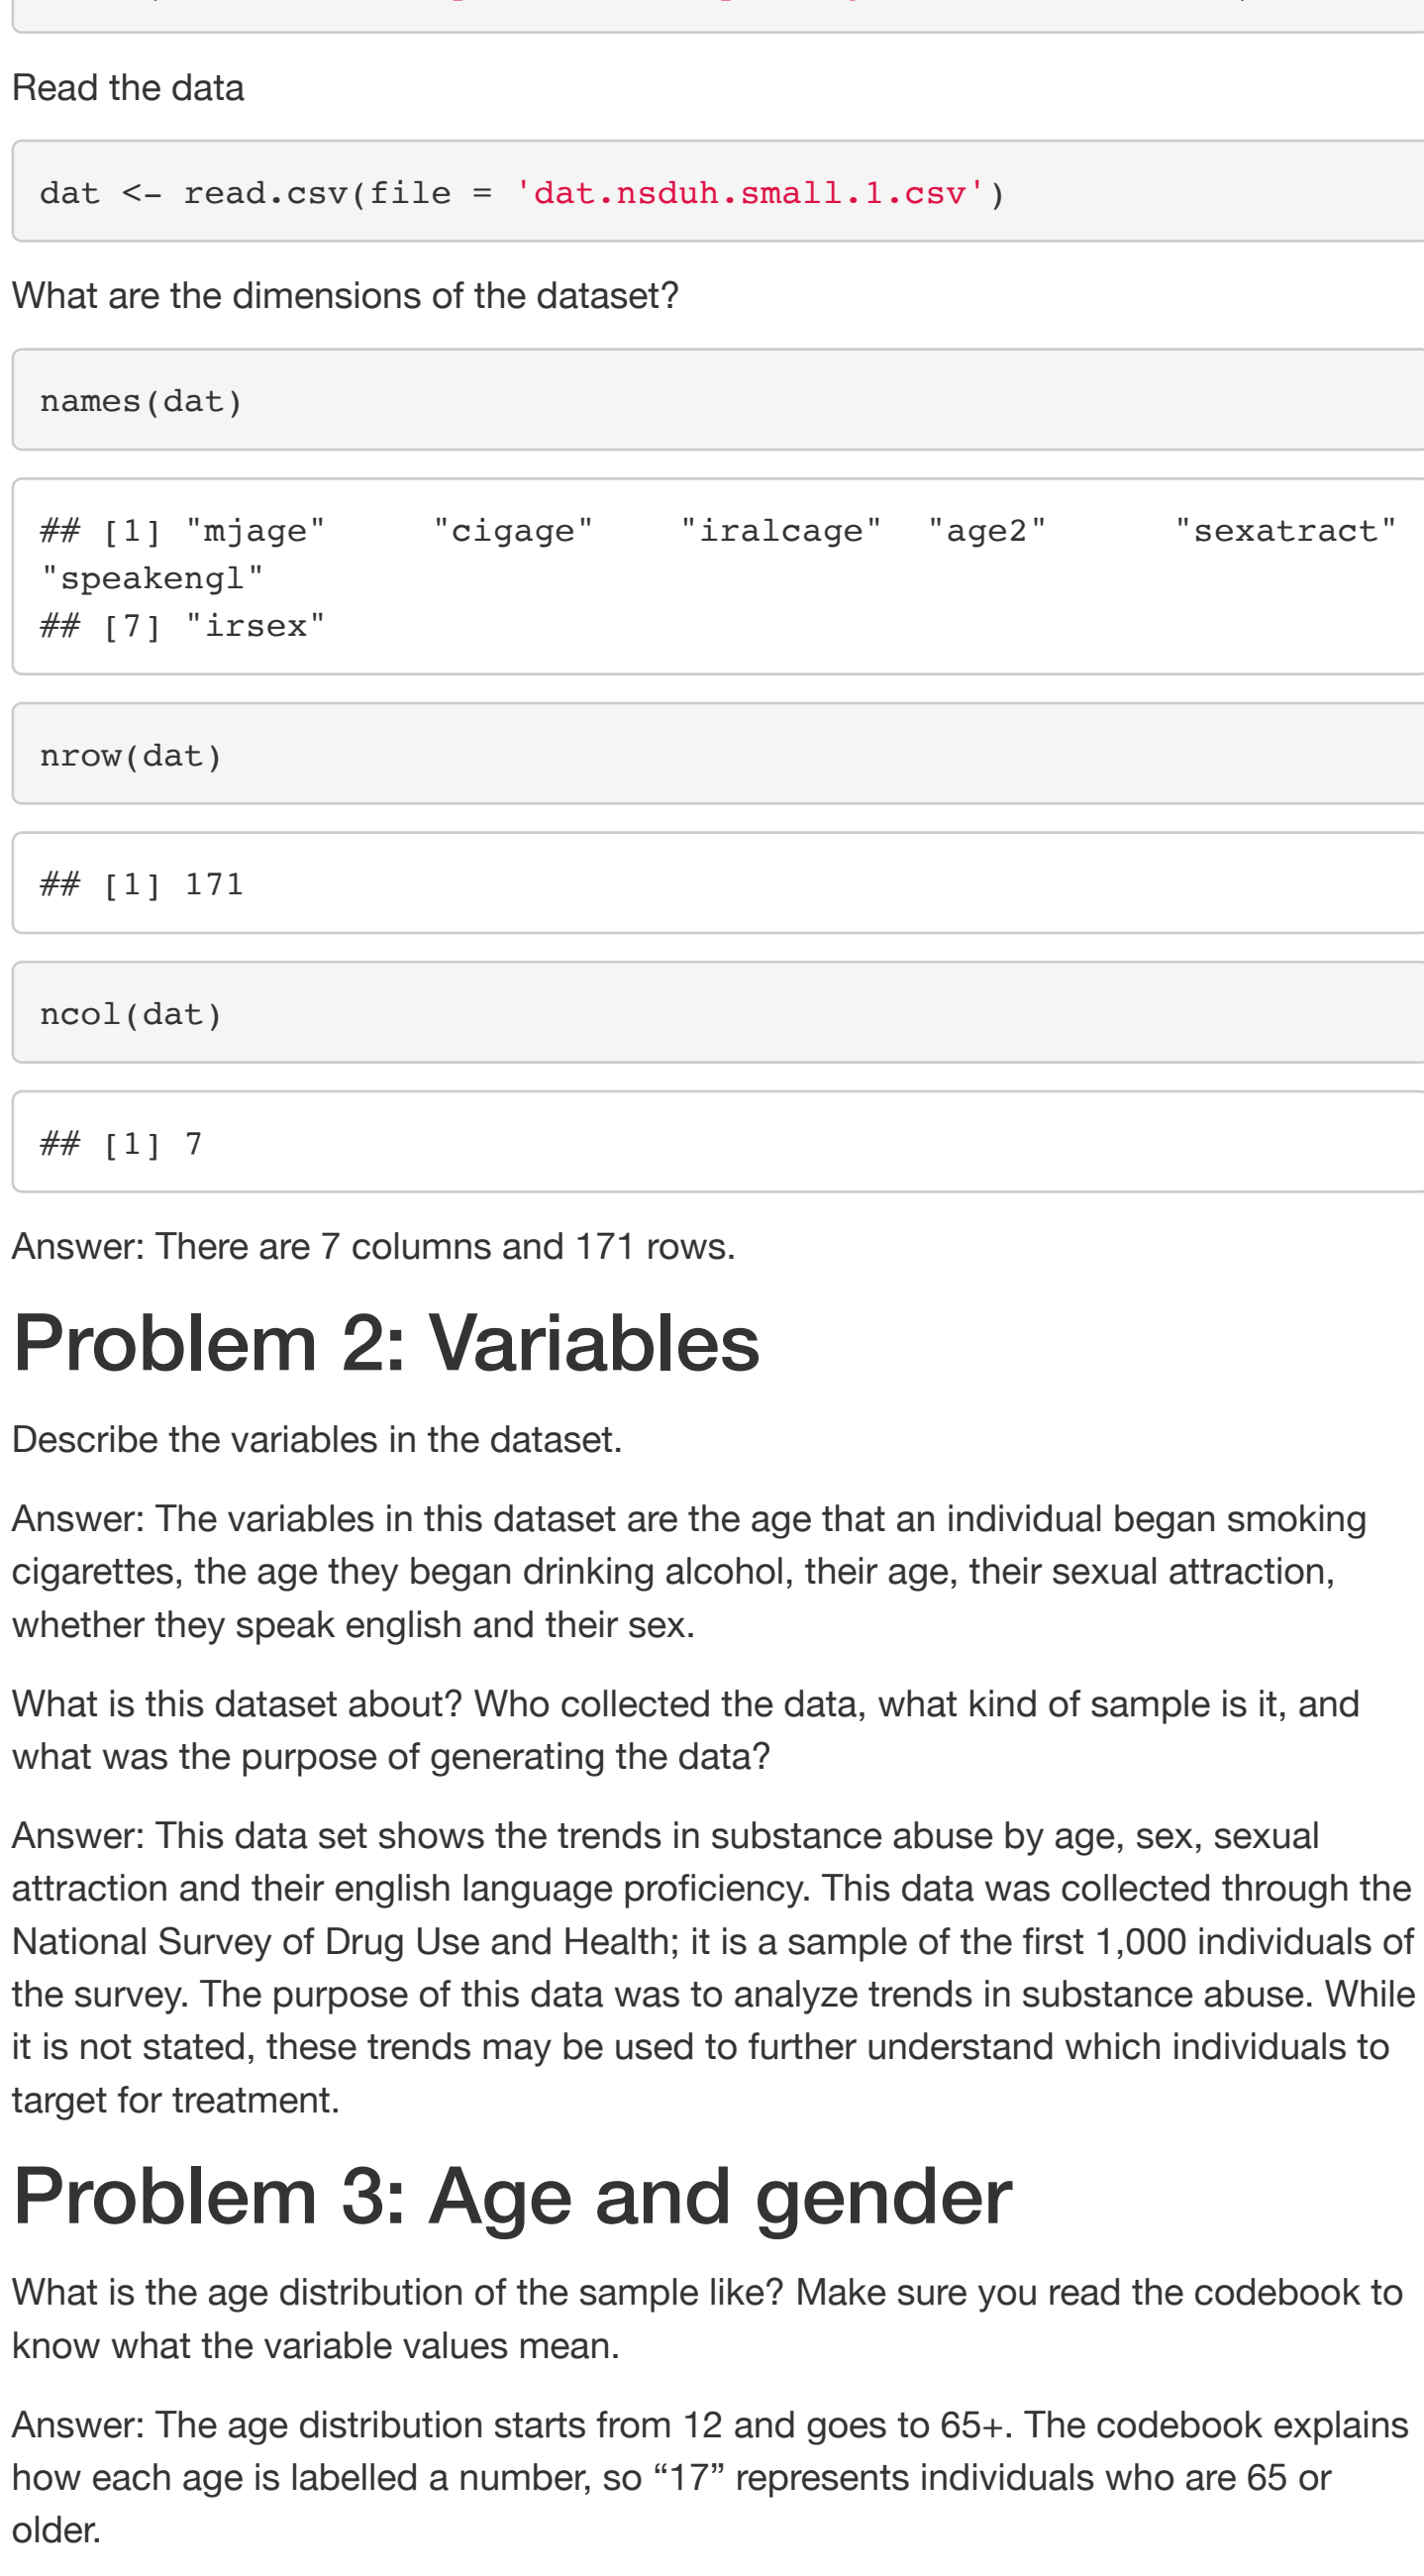 Read the data
dat <- read.csv(file = 'dat.nsduh.small.1.csv')
What are the dimensions of the dataset?
names(dat)
## [1] "mjage"     "cigage"    "iralcage"  "age2"      "sexatract"
"speakengl"
## [7] "irsex"
nrow(dat)
## [1] 171
ncol(dat)
## [1] 7
Answer: There are 7 columns and 171 rows.
Problem 2: Variables
Describe the variables in the dataset.
Answer: The variables in this dataset are the age that an individual began smoking
cigarettes, the age they began drinking alcohol, their age, their sexual attraction,
whether they speak english and their sex.
What is this dataset about? Who collected the data, what kind of sample is it, and
what was the purpose of generating the data?
Answer: This data set shows the trends in substance abuse by age, sex, sexual
attraction and their english language proficiency. This data was collected through the
National Survey of Drug Use and Health; it is a sample of the first 1,000 individuals of
the survey. The purpose of this data was to analyze trends in substance abuse. While
it is not stated, these trends may be used to further understand which individuals to
target for treatment.
Problem 3: Age and gender
What is the age distribution of the sample like? Make sure you read the codebook to
know what the variable values mean.
Answer: The age distribution starts from 12 and goes to 65+. The codebook explains
how each age is labelled a number, so “17” represents individuals who are 65 or
older.